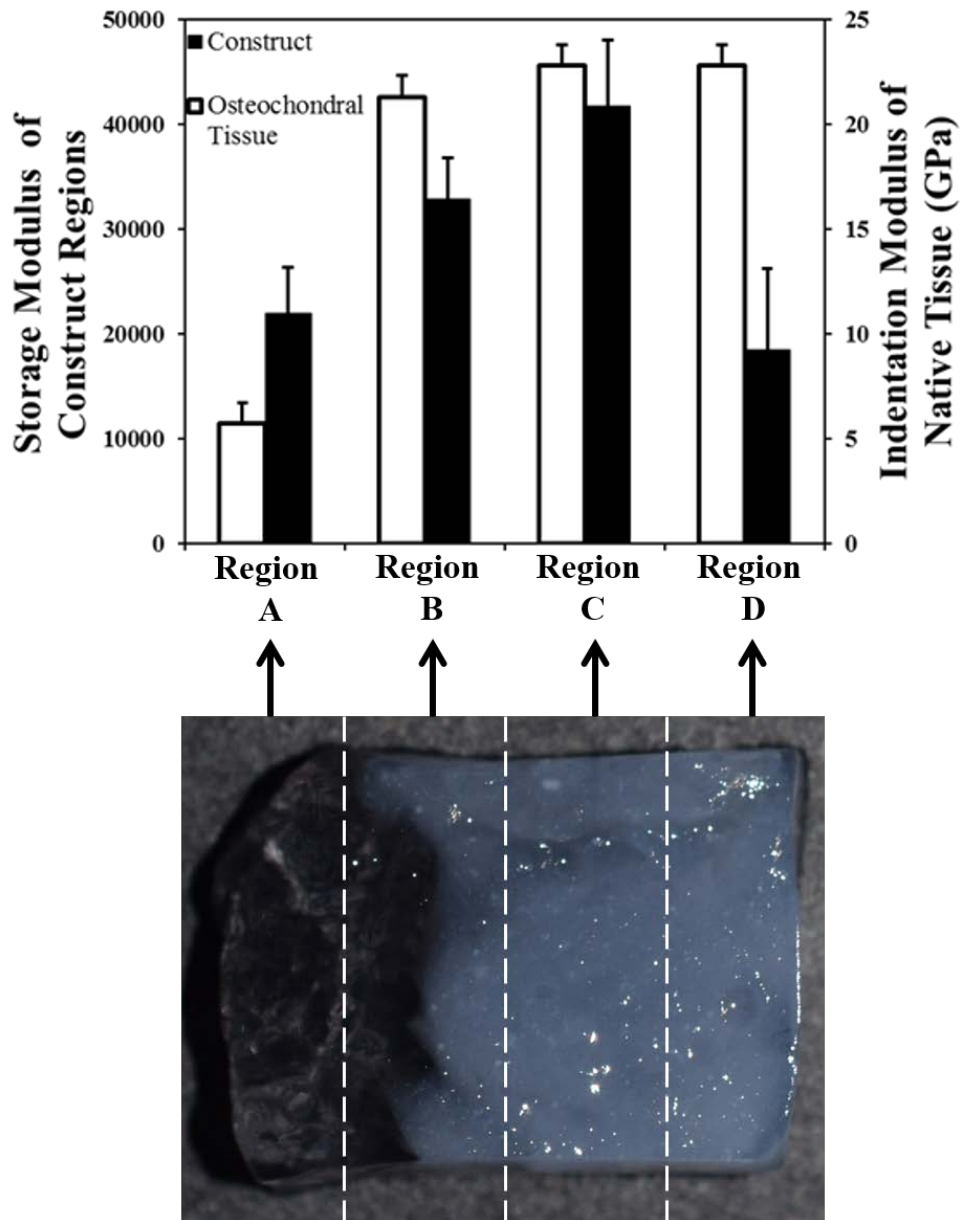 Storage Modulus of
Construct Regions
50000
40000
30000
20000
10000
0
Construct
Osteochondral
Tissue
25
20
15
10
5
0
Indentation Modulus of
Native Tissue (GPa)
Region
A
Region
B
Region
C
Region
D